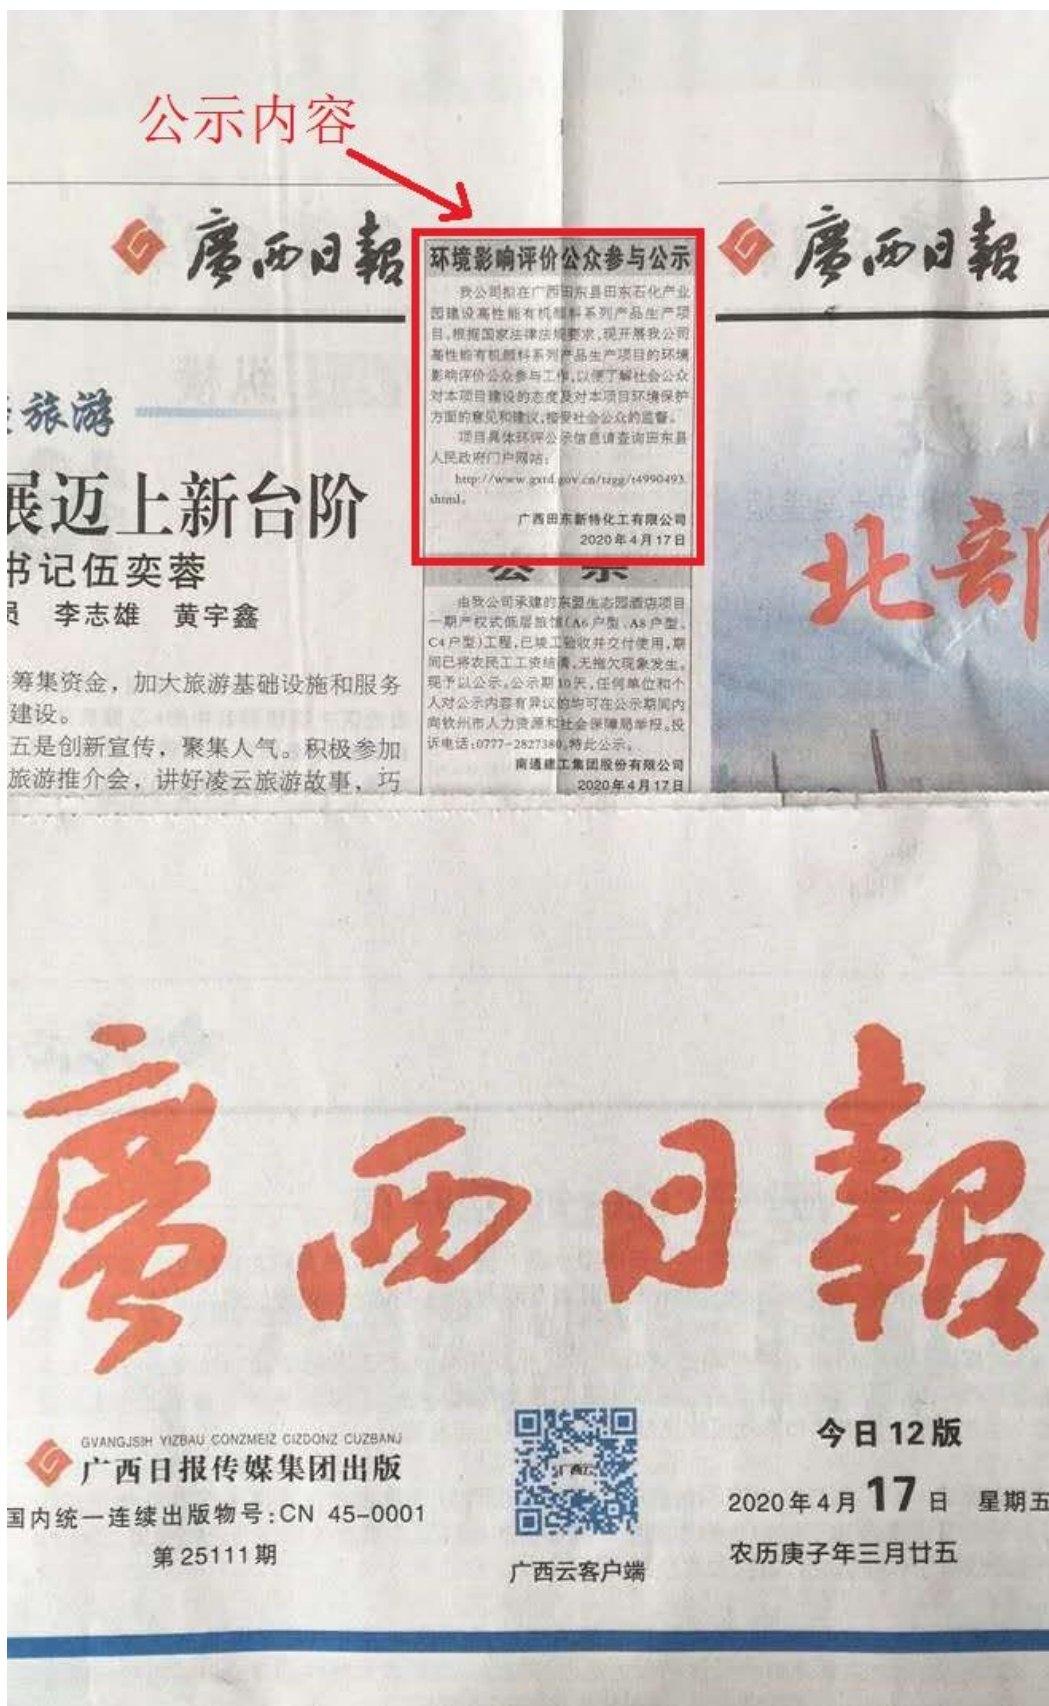 公示内容
廣西日報
廣西日報
环境影响评价公众参与公示
我公司拟在广西田东县田东石化产业
园建设高性能有机颜料系列产品生产项
目,根据国家法律法规要求,现开展我公司
高性能有机颜料系列产品生产项目的环境
影响评价公众参与工作,以便了解社会公众
对本项目建设的态度及对本项目环境保护
方面的意见和建议,接受社会公众的监督。
项目具体环评公示信息请查询田东县
人民政府门户网站:
http://www.gxtd.gov.cn/tzgg/t4990493.
shtml。
广西田东新特化工有限公司
2020年4月17日
公 示
由我公司承建的东盟生态园酒店项目
一期产权式低层旅馆(A6户型、A8户型、
C4户型)工程,已竣工验收并交付使用,期
间已将农民工工资结清,无拖欠现象发生。
现予以公示。公示期10天,任何单位和个
人对公示内容有异议的均可在公示期间内
向钦州市人力资源和社会保障局举报。投
诉电话:0777-2827380,特此公示。
南通建工集团股份有限公司
2020年4月17日
旅游
展迈上新台阶
书记伍奕蓉
员 李志雄 黄宇鑫
筹集资金，加大旅游基础设施和服务
建设。
五是创新宣传，聚集人气。积极参加
旅游推介会，讲好凌云旅游故事，巧
北部
廣西日報
GVANGJSIH YIZBAU CONZMEIZ CIZDONZ CUZBANJ
广西日报传媒集团出版
国内统一连续出版物号:CN 45-0001
第25111期
广西云
广西云客户端
今日12版
2020年4月17日 星期五
农历庚子年三月廿五